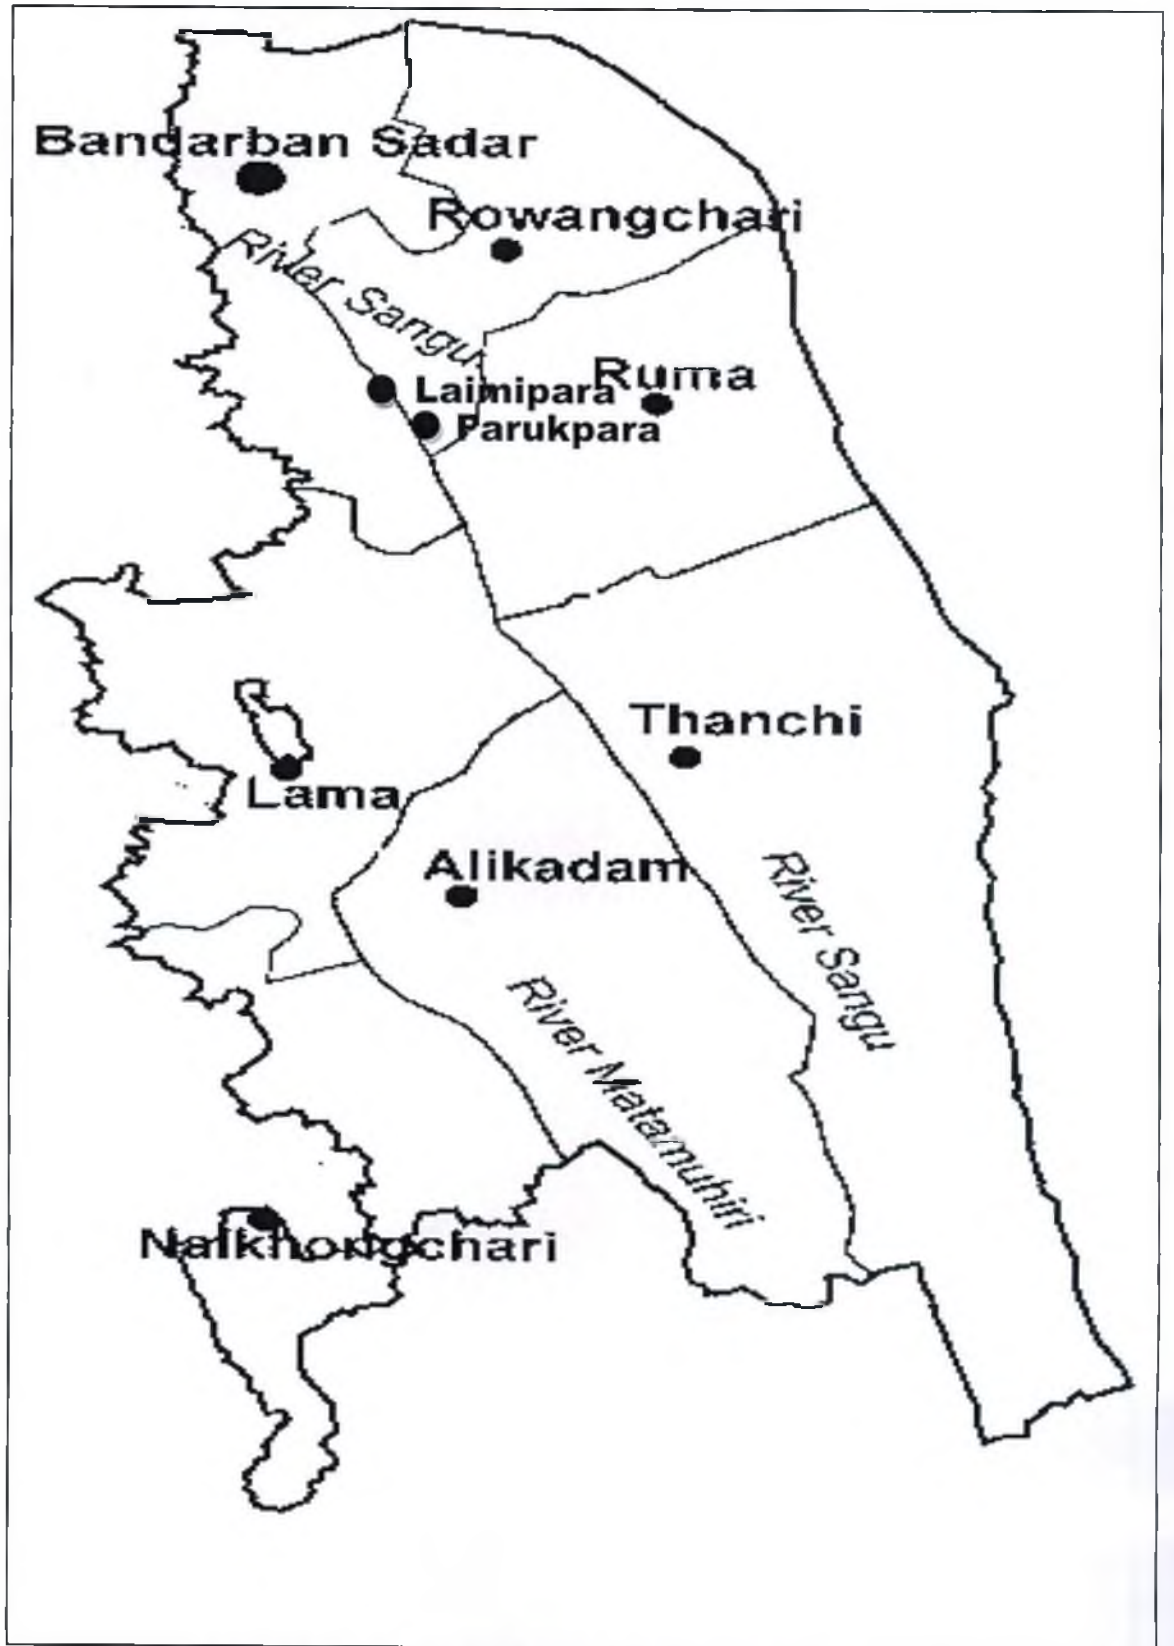 Bandarban Sadar
Rowangchari
River Sangu
Ruma
Laimipara
Parukpara
Thanchi
Lama
Alikadam
River Sangu
River Matamuhiri
Naikhongchari